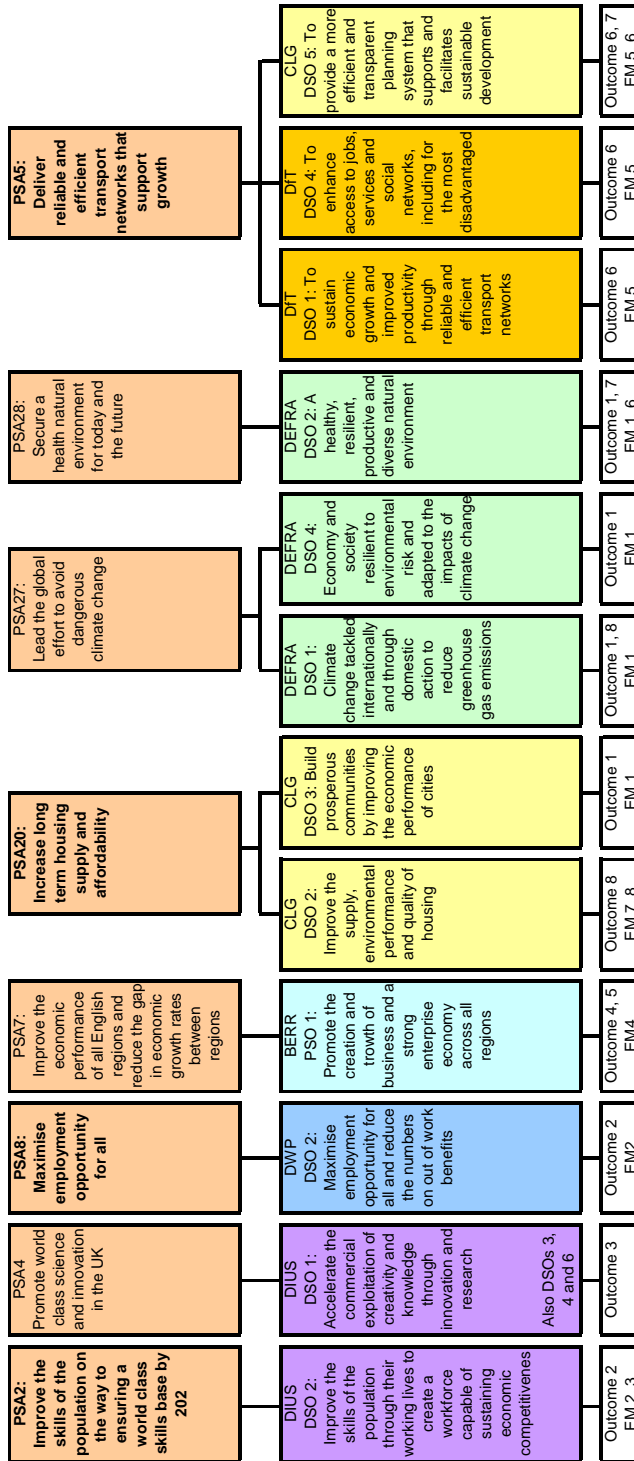 PSA2:
Improve the
skills of the
population on
the way to
ensuring a
world class
skills base by
202
PSA4
Promote world
class science
and innovation
in the UK
PSA8:
Maximise
employment
opportunity
for all
PSA7:
Improve the
economic
performance
of all English
regions and
reduce the gap
in economic
growth rates
between
regions
PSA20:
Increase long
term housing
supply and
affordability
PSA27:
Lead the global
effort to avoid
dangerous
climate change
PSA28:
Secure a
health natural
environment
for today and
the future
PSA5:
Deliver
reliable and
efficient
transport
networks that
support
growth
DIUS
DSO 2:
Improve the
skills of the
population
through their
working lives to
create a
workforce
capable of
sustaining
economic
competitivenes
DIUS
DSO 1:
Accelerate the
commercial
exploitation of
creativity and
knowledge
through
innovation and
research
Also DSOs 3,
4 and 6
DWP
DSO 2:
Maximise
employment
opportunity for
all and reduce
the numbers
on out of work
benefits
BERR
PSO 1:
Promote the
creation and
trowth of
business and a
strong
enterprise
economy
across all
regions
CLG
DSO 2:
Improve the
supply,
environmental
performance
and quality of
housing
CLG
DSO 3: Build
prosperous
communities
by improving
the economic
performance
of cities
DEFRA
DSO 1:
Climate
change tackled
internationally
and through
domestic
action to
reduce
greenhouse
gas emissions
DEFRA
DSO 4:
Economy and
society
resilient to
environmental
risk and
adapted to the
impacts of
climate change
DEFRA
DSO 2: A
healthy,
resilient,
productive and
diverse natural
environment
DfT
DSO 1: To
sustain
economic
growth and
improved
productivity
through
reliable and
efficient
transport
networks
DfT
DSO 4: To
enhance
access to jobs,
services and
social
networks,
including for
the most
disadvantaged
CLG
DSO 5: To
provide a more
efficient and
transparent
planning
system that
supports and
facilitates
sustainable
development
Outcome 2
EM 2, 3
Outcome 3
Outcome 2
EM2
Outcome 4, 5
EM4
Outcome 8
EM 7, 8
Outcome 1
EM 1
Outcome 1, 8
EM 1
Outcome 1
EM 1
Outcome 1, 7
EM 1, 6
Outcome 6
EM 5
Outcome 6
EM 5
Outcome 6, 7
EM 5, 6